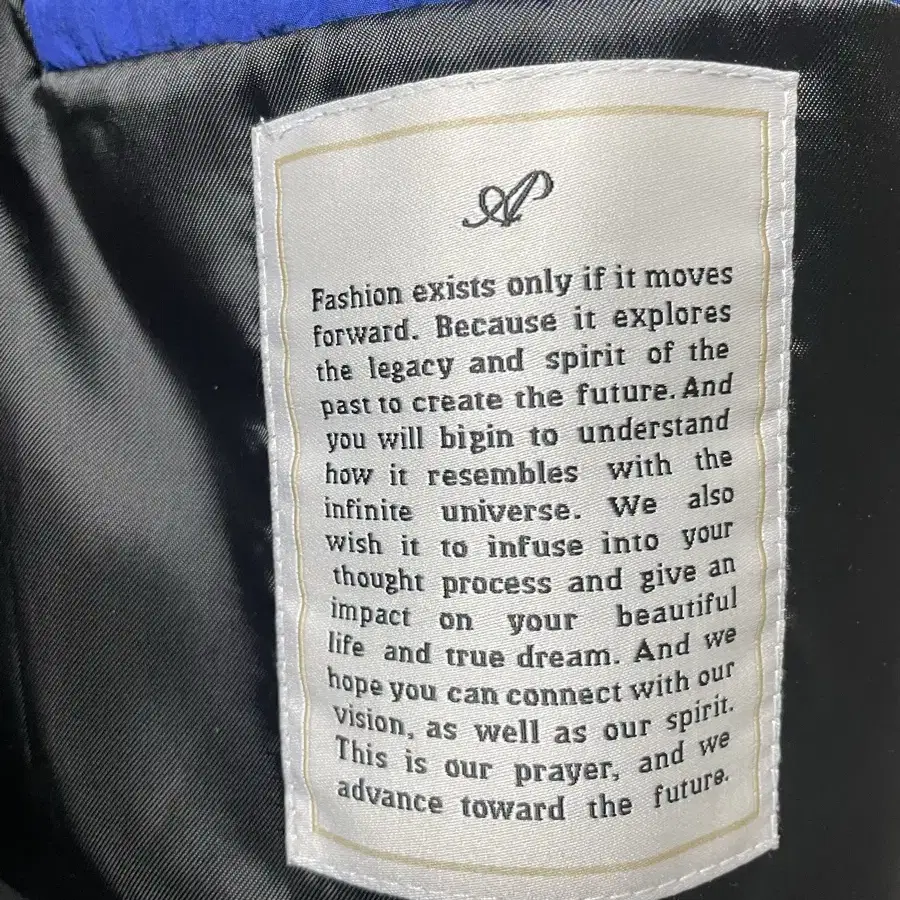 AP
Fashion exists only if it moves
forward. Because it explores
the legacy and spirit of the
past to create the future. And
you will bigin to understand
how it resembles with the
infinite universe. We also
wish it to infuse into your
thought process and give an
impact on your beautiful
life and true dream. And we
hope you can connect with our
vision, as well as our spirit.
This is our prayer, and we
advance toward the future.